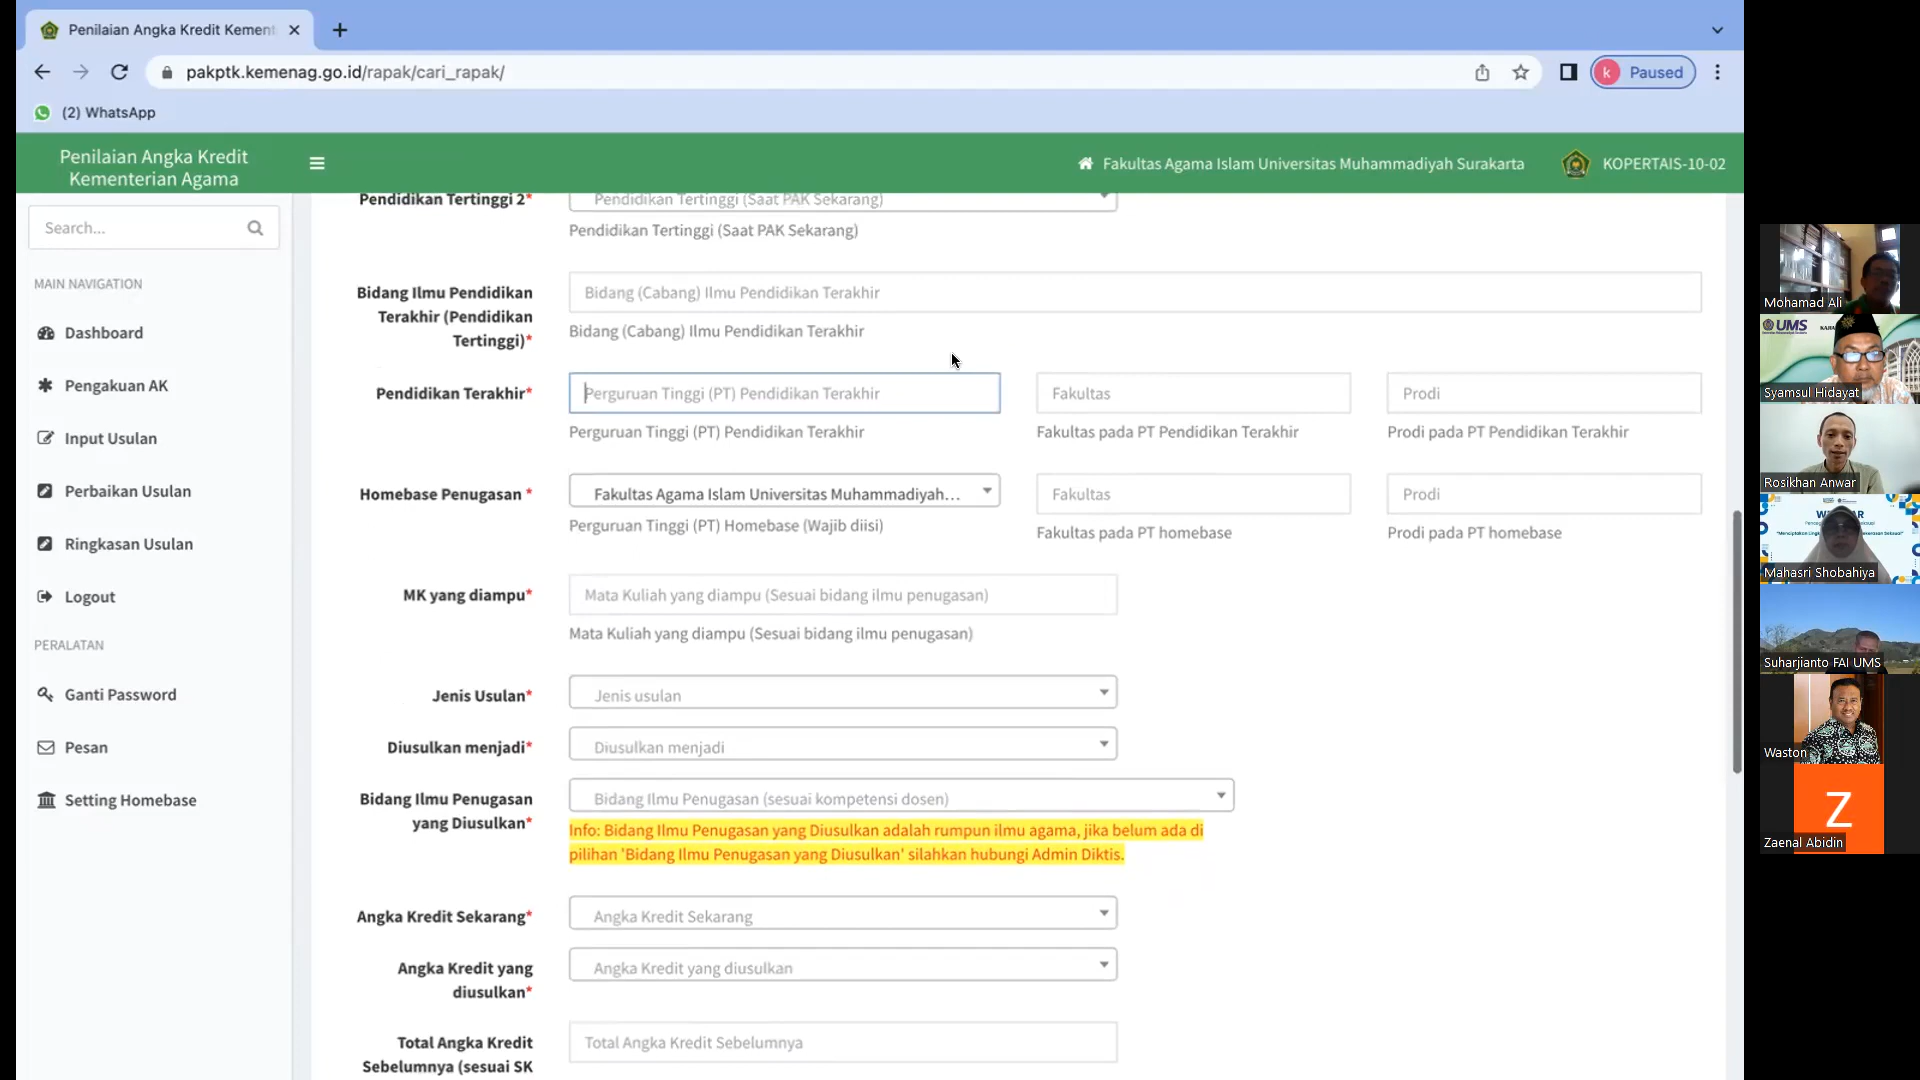 Penilaian Angka Kredit Kement
pakptk.kemenag.go.id/rapak/cari_rapak/
k
Paused
(2) WhatsApp
Penilaian Angka Kredit
Kementerian Agama
Fakultas Agama Islam Universitas Muhammadiyah Surakarta
KOPERTAIS-10-02
Search...
MAIN NAVIGATION
Dashboard
Pengakuan AK
Input Usulan
Perbaikan Usulan
Ringkasan Usulan
Logout
PERALATAN
Ganti Password
Pesan
Setting Homebase
Pendidikan Tertinggi 2*
Pendidikan Tertinggi (Saat PAK Sekarang)
Pendidikan Tertinggi (Saat PAK Sekarang)
Bidang Ilmu Pendidikan
Terakhir (Pendidikan
Tertinggi)*
Bidang (Cabang) Ilmu Pendidikan Terakhir
Bidang (Cabang) Ilmu Pendidikan Terakhir
Pendidikan Terakhir*
Perguruan Tinggi (PT) Pendidikan Terakhir
Fakultas
Prodi
Perguruan Tinggi (PT) Pendidikan Terakhir
Fakultas pada PT Pendidikan Terakhir
Prodi pada PT Pendidikan Terakhir
Homebase Penugasan *
Fakultas Agama Islam Universitas Muhammadiyah...
Fakultas
Prodi
Perguruan Tinggi (PT) Homebase (Wajib diisi)
Fakultas pada PT homebase
Prodi pada PT homebase
MK yang diampu*
Mata Kuliah yang diampu (Sesuai bidang ilmu penugasan)
Mata Kuliah yang diampu (Sesuai bidang ilmu penugasan)
Jenis Usulan*
Jenis usulan
Diusulkan menjadi*
Diusulkan menjadi
Bidang Ilmu Penugasan
yang Diusulkan*
Bidang Ilmu Penugasan (sesuai kompetensi dosen)
Info: Bidang Ilmu Penugasan yang Diusulkan adalah rumpun ilmu agama, jika belum ada di
pilihan 'Bidang Ilmu Penugasan yang Diusulkan' silahkan hubungi Admin Diktis.
Angka Kredit Sekarang*
Angka Kredit Sekarang
Angka Kredit yang
diusulkan*
Angka Kredit yang diusulkan
Total Angka Kredit
Sebelumnya (sesuai SK
Total Angka Kredit Sebelumnya
Mohamad Ali
UMS
Syamsul Hidayat
Rosikhan Anwar
Mahasri Shobahiya
Suharjianto FAI UMS
Waston
Z
Zaenal Abidin